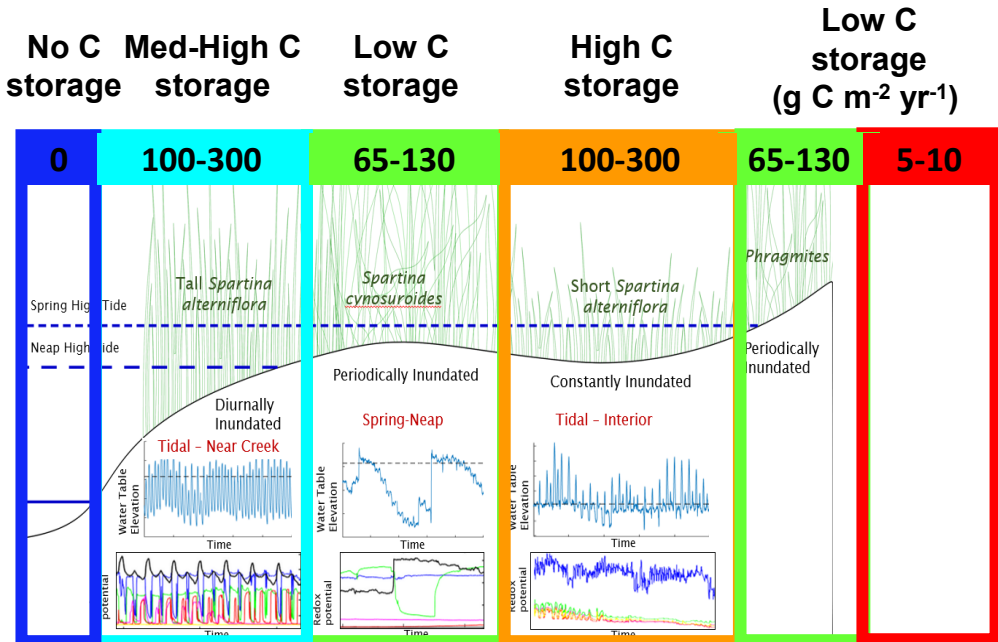 No C
storage
Med-High C
storage
Low C
storage
High C
storage
Low C
storage
(g C m-2 yr-1)
0
100-300
65-130
100-300
65-130
5-10
Tall Spartina
alterniflora
Spartina
cynosuroides
Short Spartina
alterniflora
Phragmites
Spring High Tide
Neap High Tide
Diurnally
Inundated
Periodically Inundated
Constantly Inundated
Periodically
Inundated
Tidal – Near Creek
Spring-Neap
Tidal – Interior
Water Table
Elevation
Time
Water Table
Elevation
Time
Water Table
Elevation
Time
potential
Time
Redox
potential
Time
Redox
potential
Time